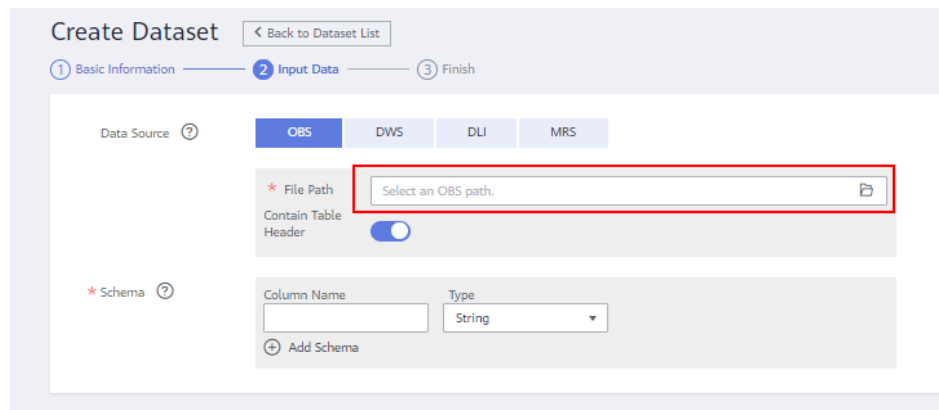 Create Dataset
Back to Dataset List
1 Basic Information
2 Input Data
3 Finish
Data Source ?
OBS DWS DLI MRS
* File Path
Select an OBS path.
Contain Table
Header
* Schema ?
Column Name Type
String
Add Schema